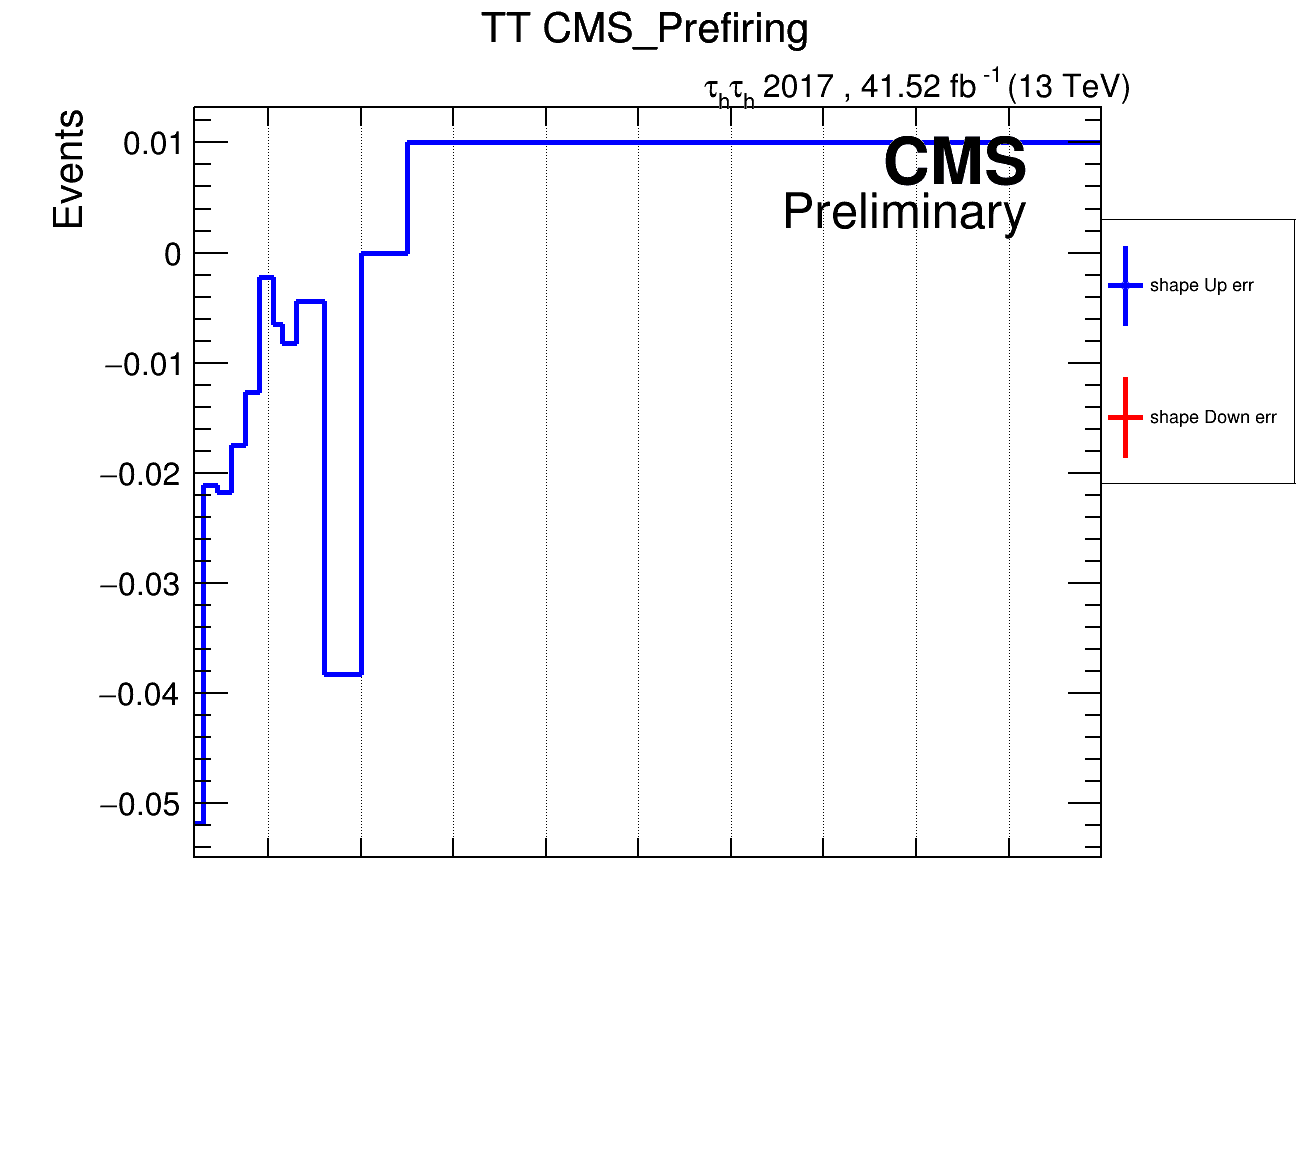 TT CMS_Prefiring
τhτh 2017 , 41.52 fb -1 (13 TeV)
Events
CMS
Preliminary
0.01
0
−0.01
−0.02
−0.03
−0.04
−0.05
shape Up err
shape Down err